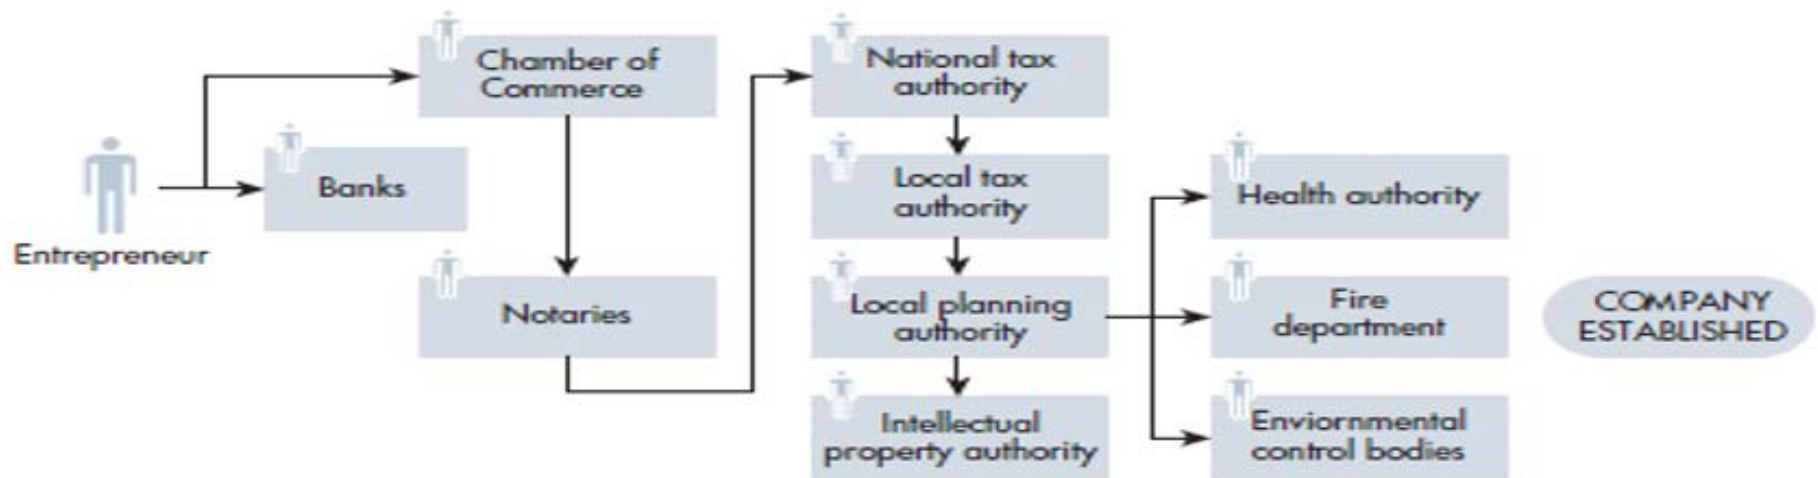 Chamber of
Commerce
National tax
authority
Banks
Local tax
authority
Health authority
Entrepreneur
Notaries
Local planning
authority
Fire
department
COMPANY
ESTABLISHED
Intellectual
property authority
Enviornmental
control bodies